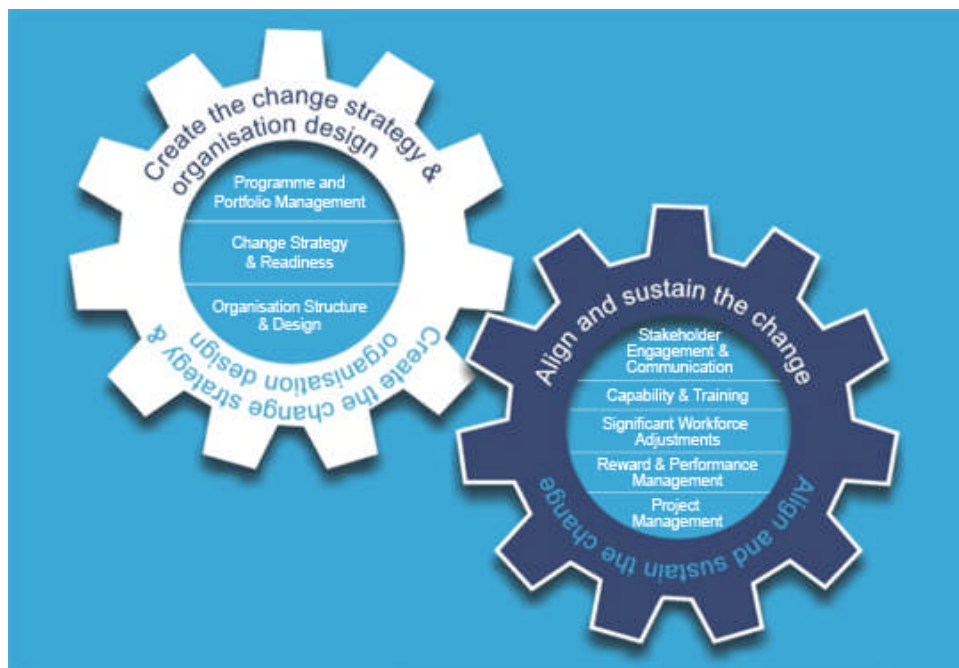 Create the change strategy &
organisation design
Programme and
Portfolio Management
Change Strategy
& Readiness
Organisation Structure
& Design
Create the change strategy &
organisation design
Align and sustain the change
Stakeholder
Engagement &
Communication
Capability & Training
Significant Workforce
Adjustments
Reward & Performance
Management
Project
Management
Align and sustain the change